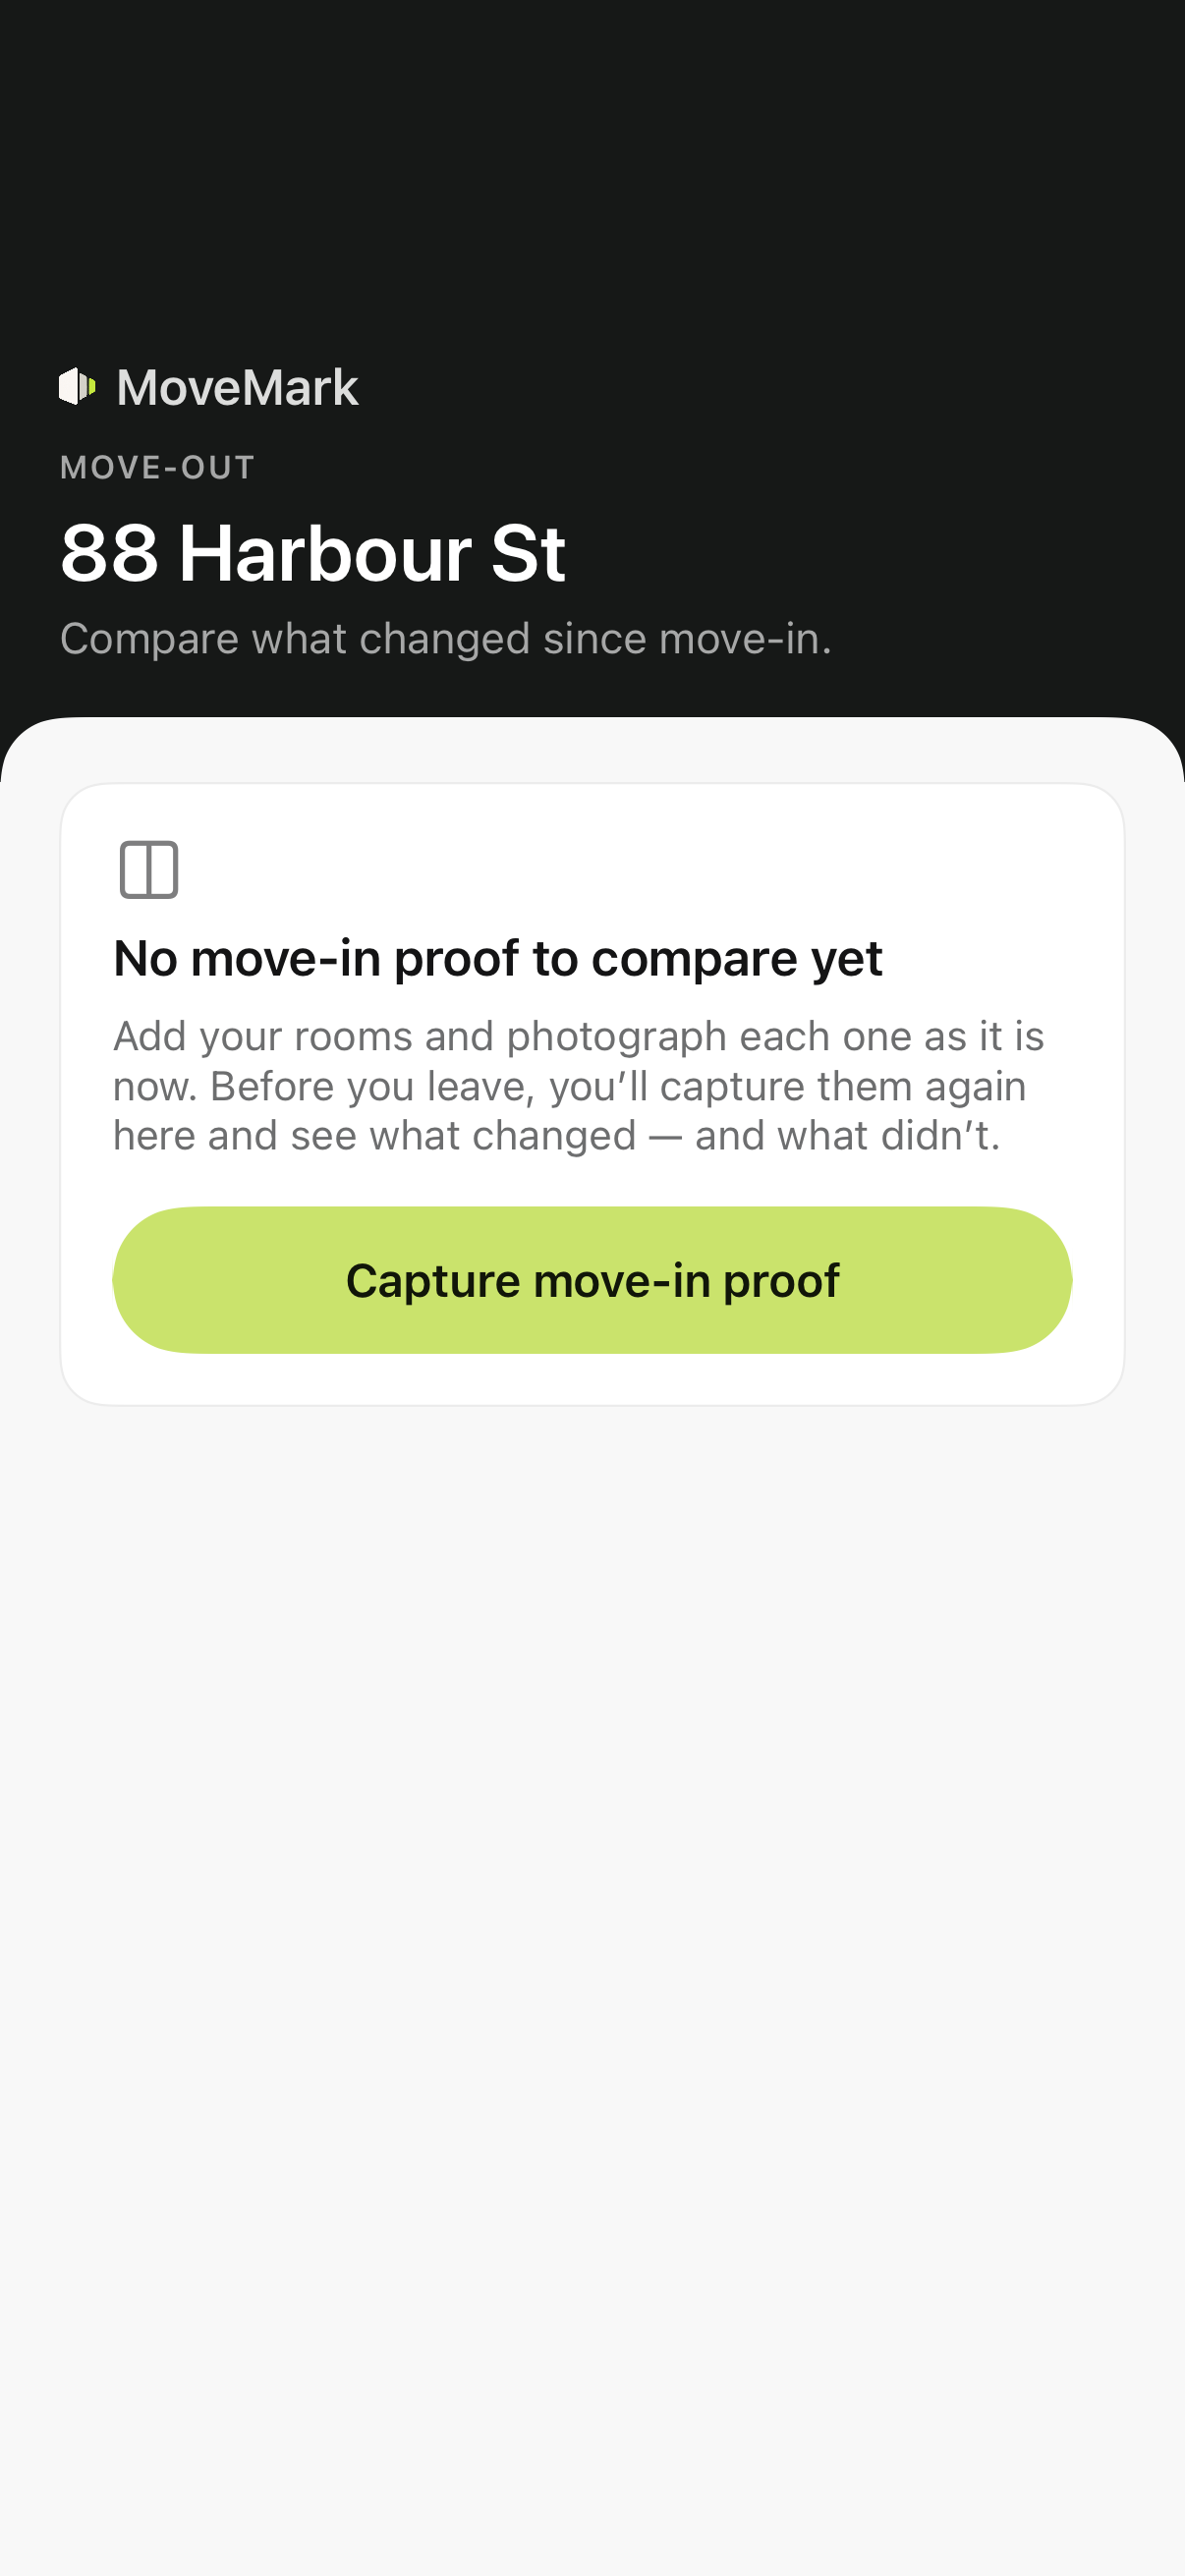 MoveMark
MOVE-OUT
88 Harbour St
Compare what changed since move-in.
No move-in proof to compare yet
Add your rooms and photograph each one as it is
now. Before you leave, you’ll capture them again
here and see what changed — and what didn’t.
Capture move-in proof